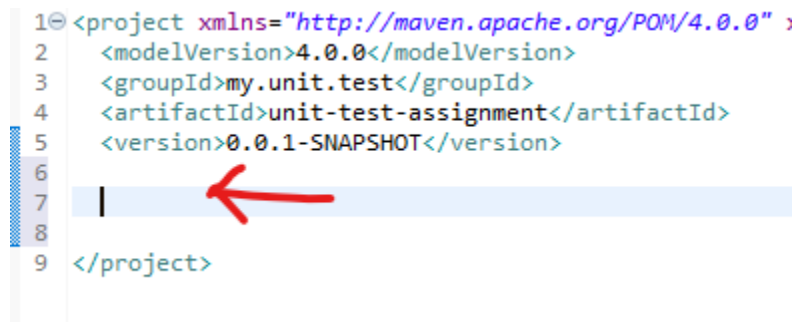 1 <project xmlns="http://maven.apache.org/POM/4.0.0"
2 <modelVersion>4.0.0</modelVersion>
3 <groupId>my.unit.test</groupId>
4 <artifactId>unit-test-assignment</artifactId>
5 <version>0.0.1-SNAPSHOT</version>
6
7
8
9 </project>